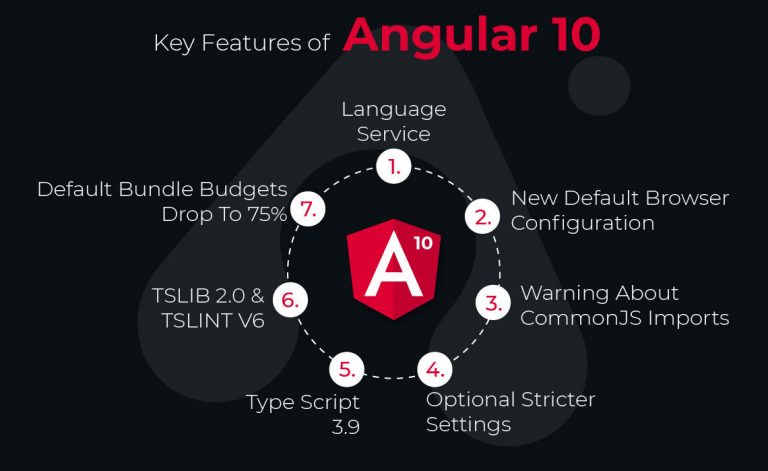 Key Features of Angular 10
Language
Service
1.
New Default Browser
Configuration
2.
Warning About
CommonJS Imports
3.
Optional Stricter
Settings
4.
Type Script
3.9
5.
TSLIB 2.0 &
TSLINT V6
6.
Default Bundle Budgets
Drop To 75%
7.
A 10